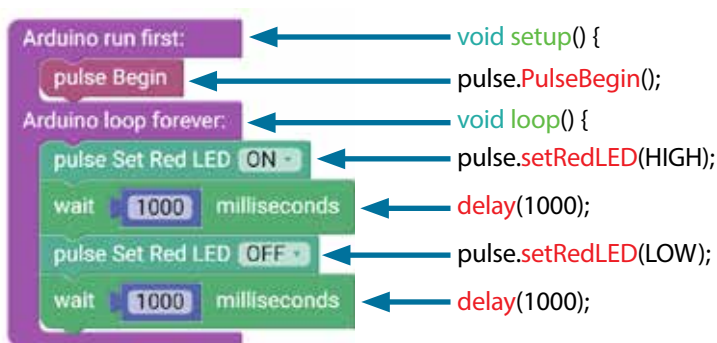 Arduino run first: void setup() {
pulse Begin pulse.PulseBegin();
Arduino loop forever: void loop() {
pulse Set Red LED ON pulse.setRedLED(HIGH);
wait 1000 milliseconds delay(1000);
pulse Set Red LED OFF pulse.setRedLED(LOW);
wait 1000 milliseconds delay(1000);